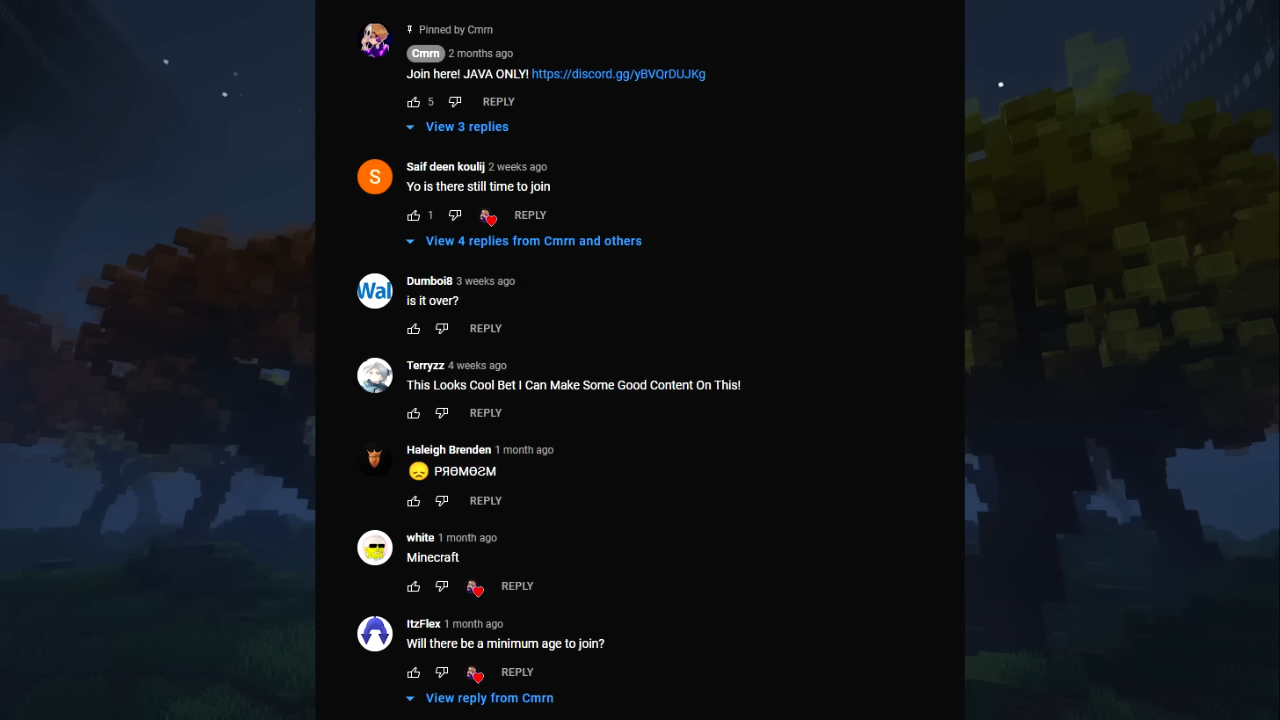 Pinned by Cmrn
Cmrn 2 months ago
Join here! JAVA ONLY! https://discord.gg/yBVQrDUJKg
5 REPLY
View 3 replies
S
Saif deen koulij 2 weeks ago
Yo is there still time to join
1 REPLY
View 4 replies from Cmrn and others
Wal
Dumboi8 3 weeks ago
is it over?
REPLY
Terryzz 4 weeks ago
This Looks Cool Bet I Can Make Some Good Content On This!
REPLY
Haleigh Brenden 1 month ago
😞 PЯӨMӨƧM
REPLY
white 1 month ago
Minecraft
REPLY
ItzFlex 1 month ago
Will there be a minimum age to join?
REPLY
View reply from Cmrn